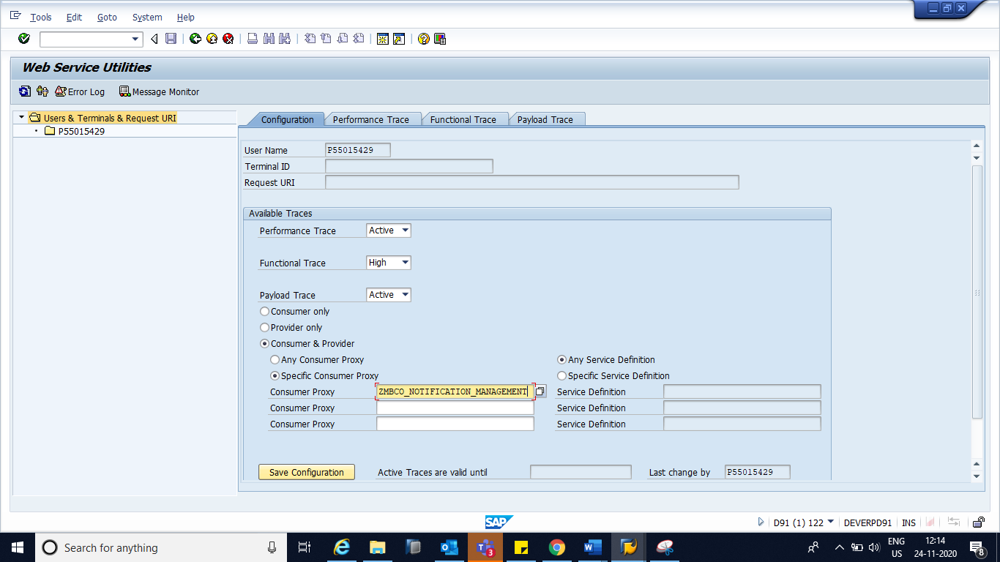 Tools Edit Goto System Help
Web Service Utilities
Error Log Message Monitor
Users & Terminals & Request URI
P55015429
Configuration Performance Trace Functional Trace Payload Trace
User Name P55015429
Terminal ID
Request URI
Available Traces
Performance Trace Active
Functional Trace High
Payload Trace Active
Consumer only
Provider only
Consumer & Provider
Any Consumer Proxy Any Service Definition
Specific Consumer Proxy Specific Service Definition
Consumer Proxy ZMBCO_NOTIFICATION_MANAGEMENT Service Definition
Consumer Proxy Service Definition
Consumer Proxy Service Definition
Save Configuration Active Traces are valid until Last change by P55015429
SAP D91 (1) 122 DEVERPD91 INS
Search for anything 3 ENG 12:14
US 24-11-2020 8